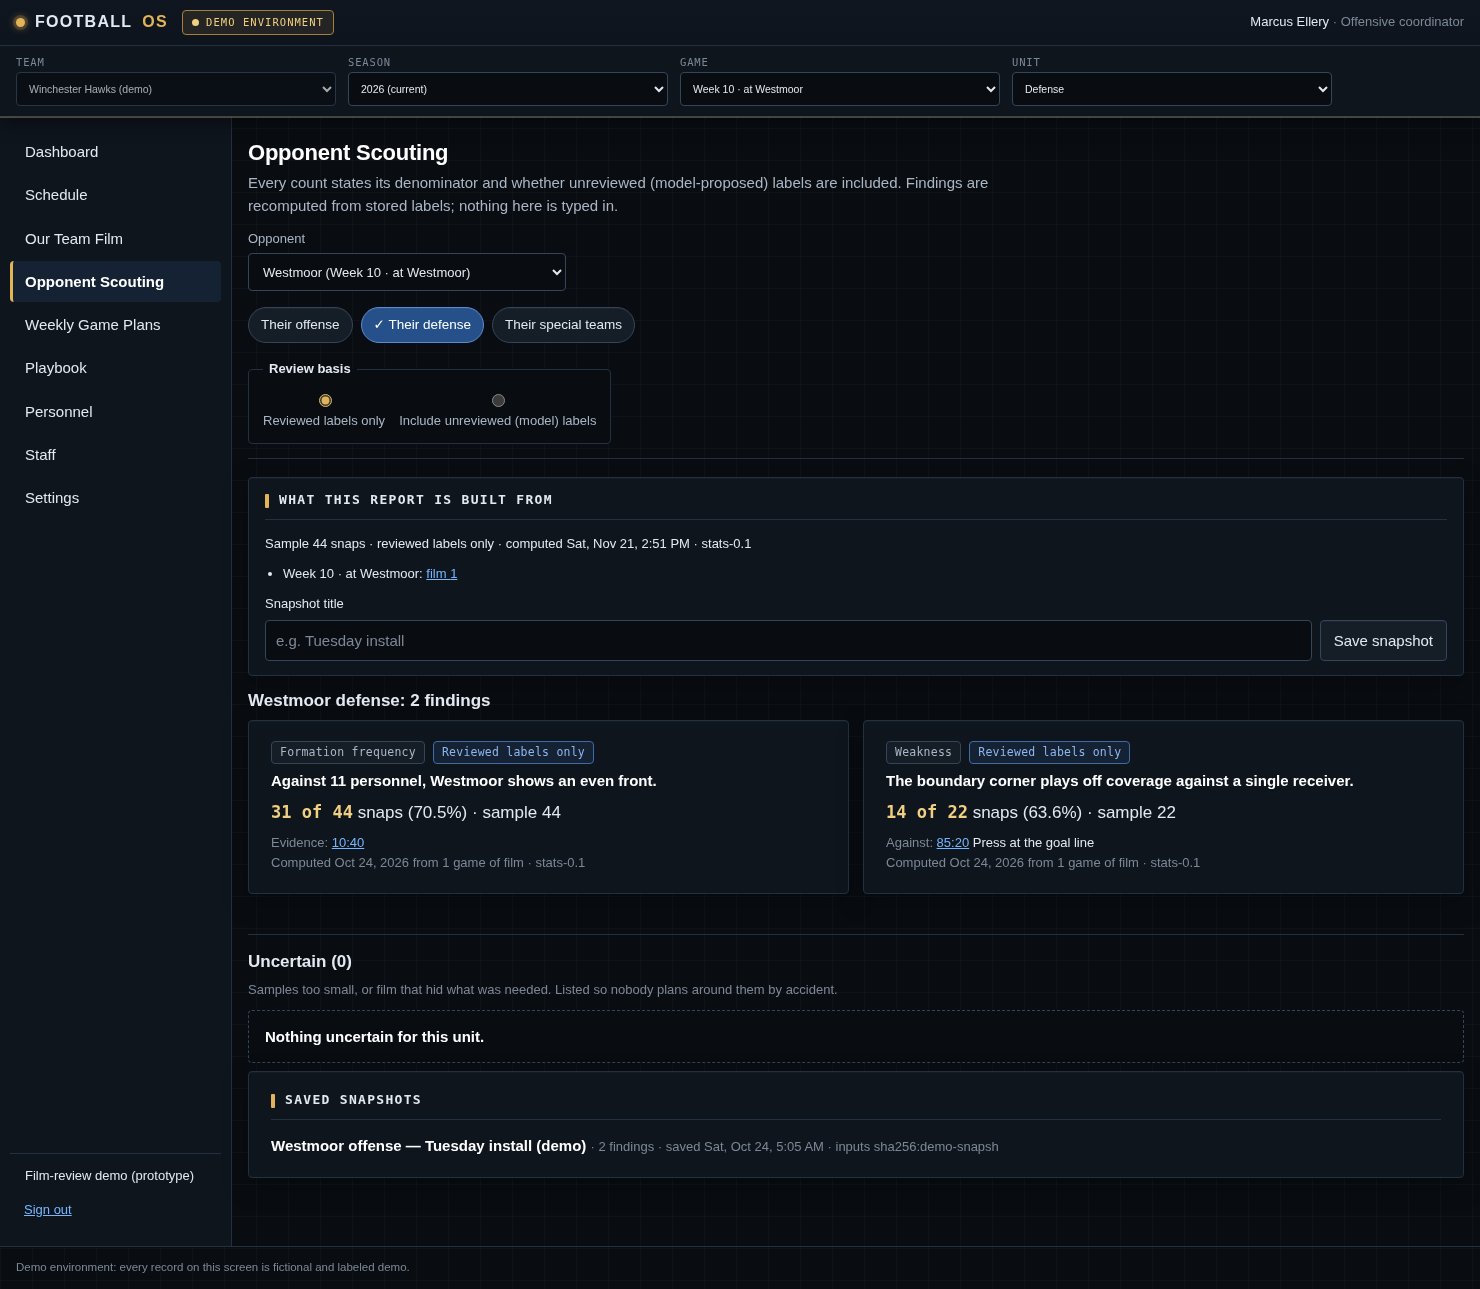 FOOTBALL OS
DEMO ENVIRONMENT
Marcus Ellery · Offensive coordinator
TEAM
Winchester Hawks (demo)
SEASON
2026 (current)
GAME
Week 10 · at Westmoor
UNIT
Defense
Dashboard
Schedule
Our Team Film
Opponent Scouting
Weekly Game Plans
Playbook
Personnel
Staff
Settings
Film-review demo (prototype)
Sign out
Opponent Scouting
Every count states its denominator and whether unreviewed (model-proposed) labels are included. Findings are
recomputed from stored labels; nothing here is typed in.
Opponent
Westmoor (Week 10 · at Westmoor)
Their offense
✓ Their defense
Their special teams
Review basis
Reviewed labels only
Include unreviewed (model) labels
WHAT THIS REPORT IS BUILT FROM
Sample 44 snaps · reviewed labels only · computed Sat, Nov 21, 2:51 PM · stats-0.1
• Week 10 · at Westmoor: film 1
Snapshot title
e.g. Tuesday install
Save snapshot
Westmoor defense: 2 findings
Formation frequency
Reviewed labels only
Against 11 personnel, Westmoor shows an even front.
31 of 44 snaps (70.5%) · sample 44
Evidence: 10:40
Computed Oct 24, 2026 from 1 game of film · stats-0.1
Weakness
Reviewed labels only
The boundary corner plays off coverage against a single receiver.
14 of 22 snaps (63.6%) · sample 22
Against: 85:20 Press at the goal line
Computed Oct 24, 2026 from 1 game of film · stats-0.1
Uncertain (0)
Samples too small, or film that hid what was needed. Listed so nobody plans around them by accident.
Nothing uncertain for this unit.
SAVED SNAPSHOTS
Westmoor offense — Tuesday install (demo) · 2 findings · saved Sat, Oct 24, 5:05 AM · inputs sha256:demo-snapsh
Demo environment: every record on this screen is fictional and labeled demo.